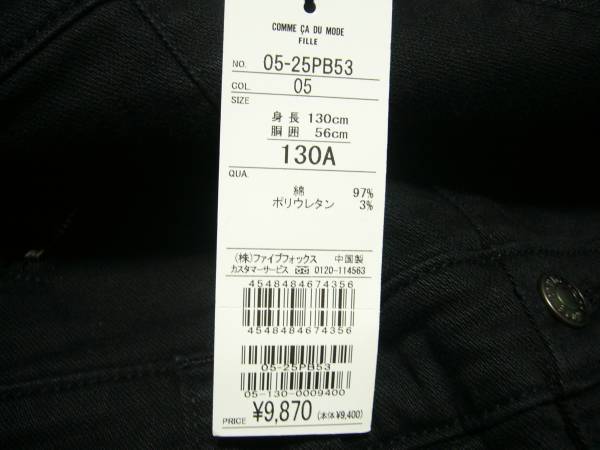 COMME ÇA DU MODE
FILLE
NO. 05-25PB53
COL. 05
SIZE
身長 130cm
胴囲 56cm
130A
QUA.
綿 97%
ポリウレタン 3%
(株)ファイブフォックス 中国製
カスタマーサービス 0120-114563
4548484674356
4548484674356
05-25PB53
05-130-0009400
PRICE ¥9,870 (本体¥9,400)